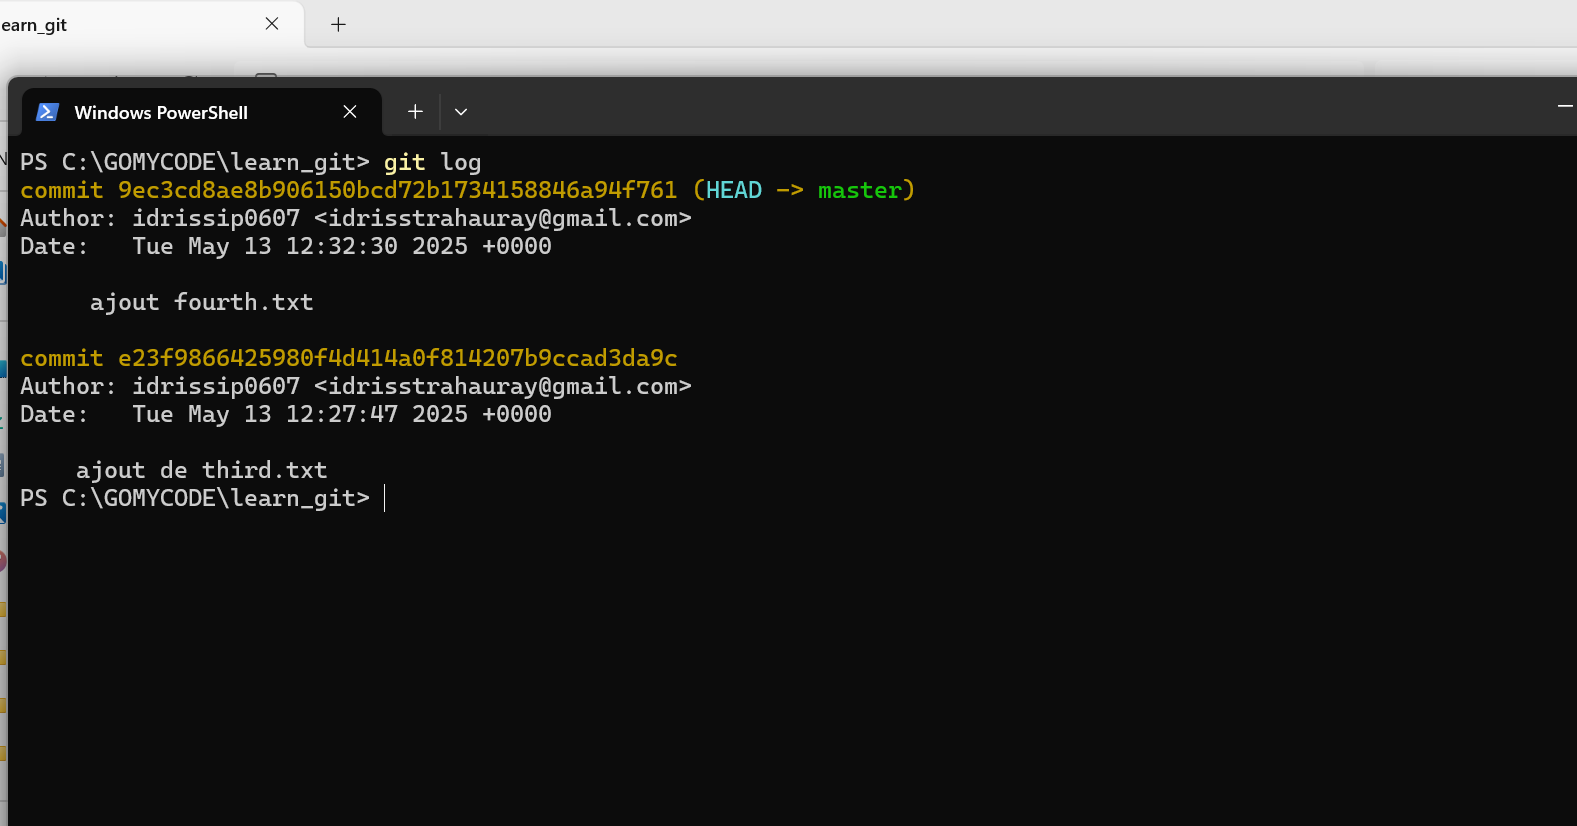 earn_git
Windows PowerShell
PS C:\GOMYCODE\learn_git> git log
commit 9ec3cd8ae8b906150bcd72b1734158846a94f761 (HEAD -> master)
Author: idrissip0607 <idrisstrahauray@gmail.com>
Date:   Tue May 13 12:32:30 2025 +0000
     ajout fourth.txt
commit e23f9866425980f4d414a0f814207b9ccad3da9c
Author: idrissip0607 <idrisstrahauray@gmail.com>
Date:   Tue May 13 12:27:47 2025 +0000
    ajout de third.txt
PS C:\GOMYCODE\learn_git>